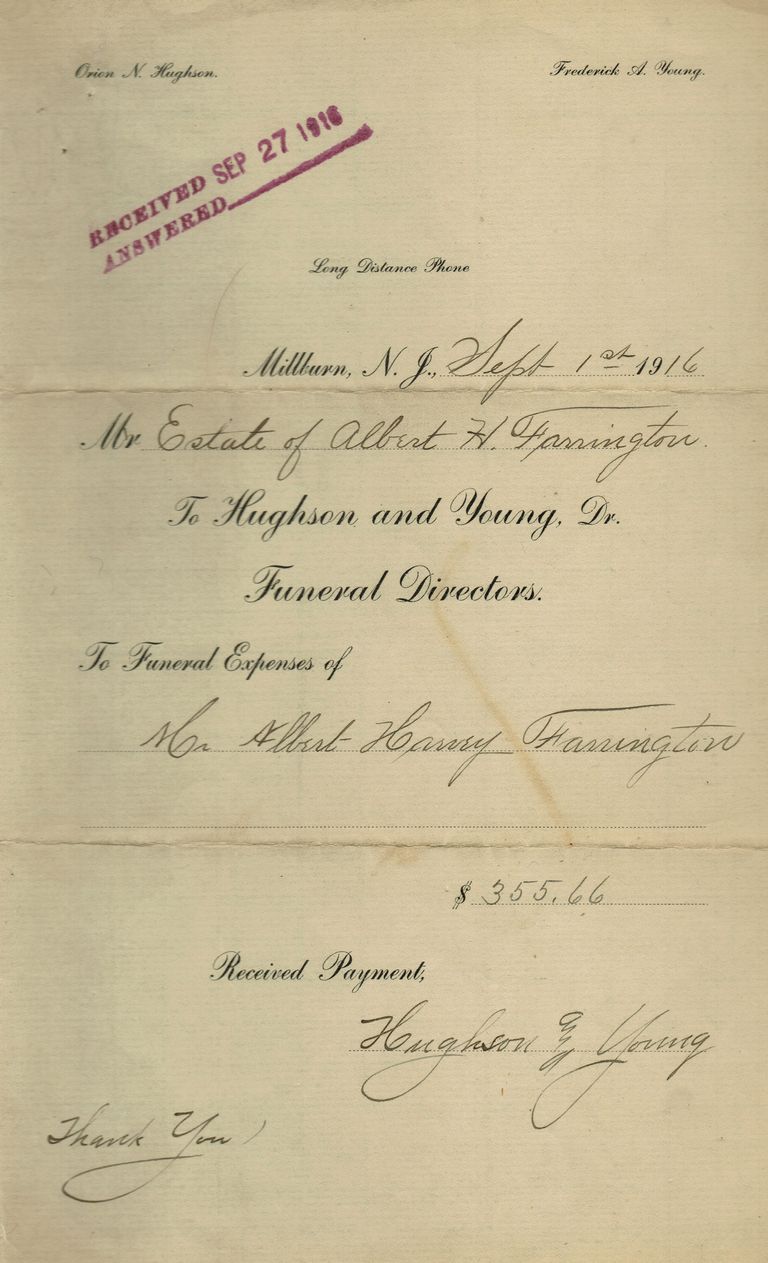 Orion N. Hughson. Frederick A. Young.
RECEIVED SEP 27 1916
ANSWERED
Long Distance Phone
Millburn, N. J., Sept 1st 1916
Mr Estate of Albert H. Farrington.
To Hughson and Young, Dr.
Funeral Directors.
To Funeral Expenses of
Mr Albert Harvey Farrington
$ 355.66
Received Payment,
Hughson & Young
Thank You